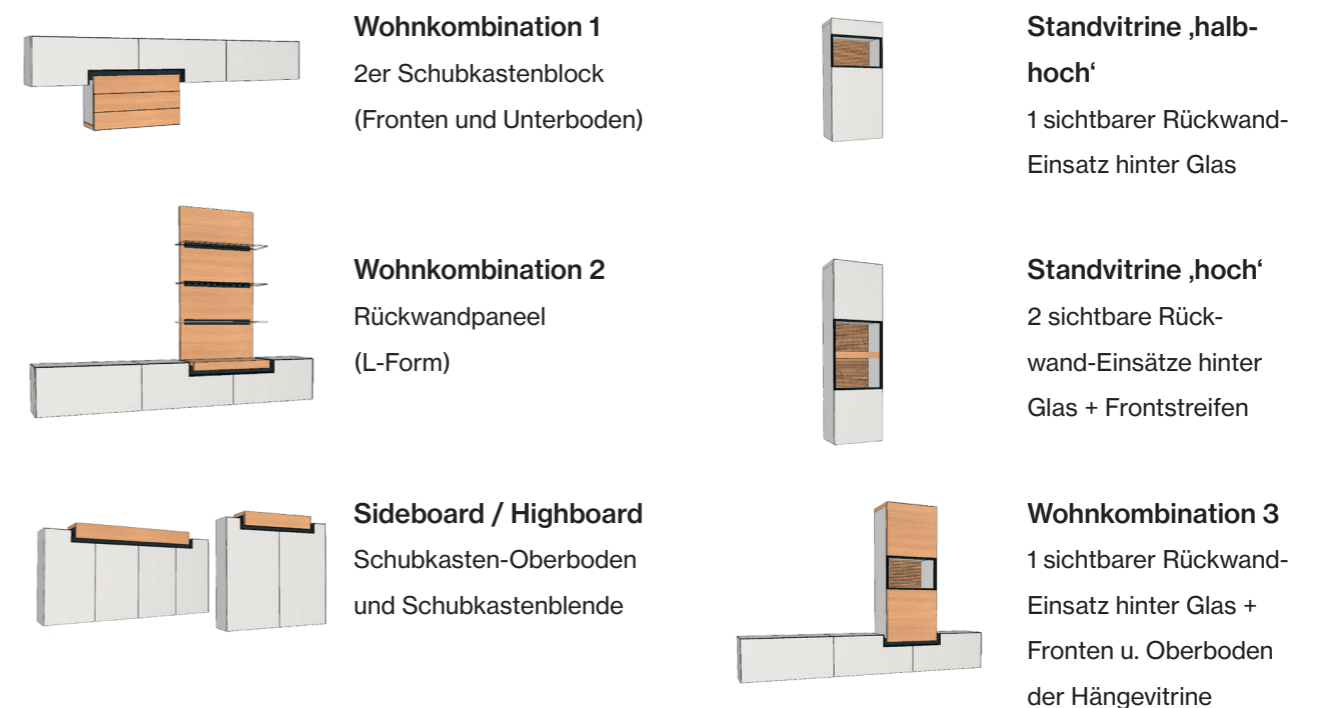 Wohnkombination 1
2er Schubkastenblock
(Fronten und Unterboden)
Wohnkombination 2
Rückwandpaneel
(L-Form)
Sideboard / Highboard
Schubkasten-Oberboden
und Schubkastenblende
Standvitrine ‚halb-
hoch‘
1 sichtbarer Rückwand-
Einsatz hinter Glas
Standvitrine ‚hoch‘
2 sichtbare Rück-
wand-Einsätze hinter
Glas + Frontstreifen
Wohnkombination 3
1 sichtbarer Rückwand-
Einsatz hinter Glas +
Fronten u. Oberboden
der Hängevitrine